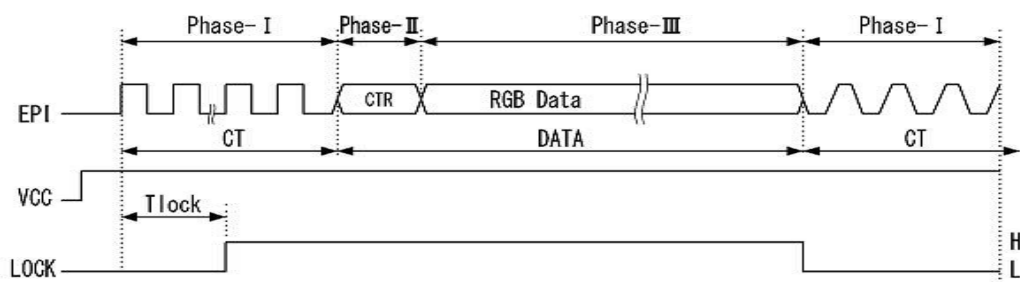 Phase-Ⅰ Phase-Ⅱ Phase-Ⅲ Phase-Ⅰ
EPI CTR RGB Data
CT DATA CT
VCC
Tlock
H
LOCK L